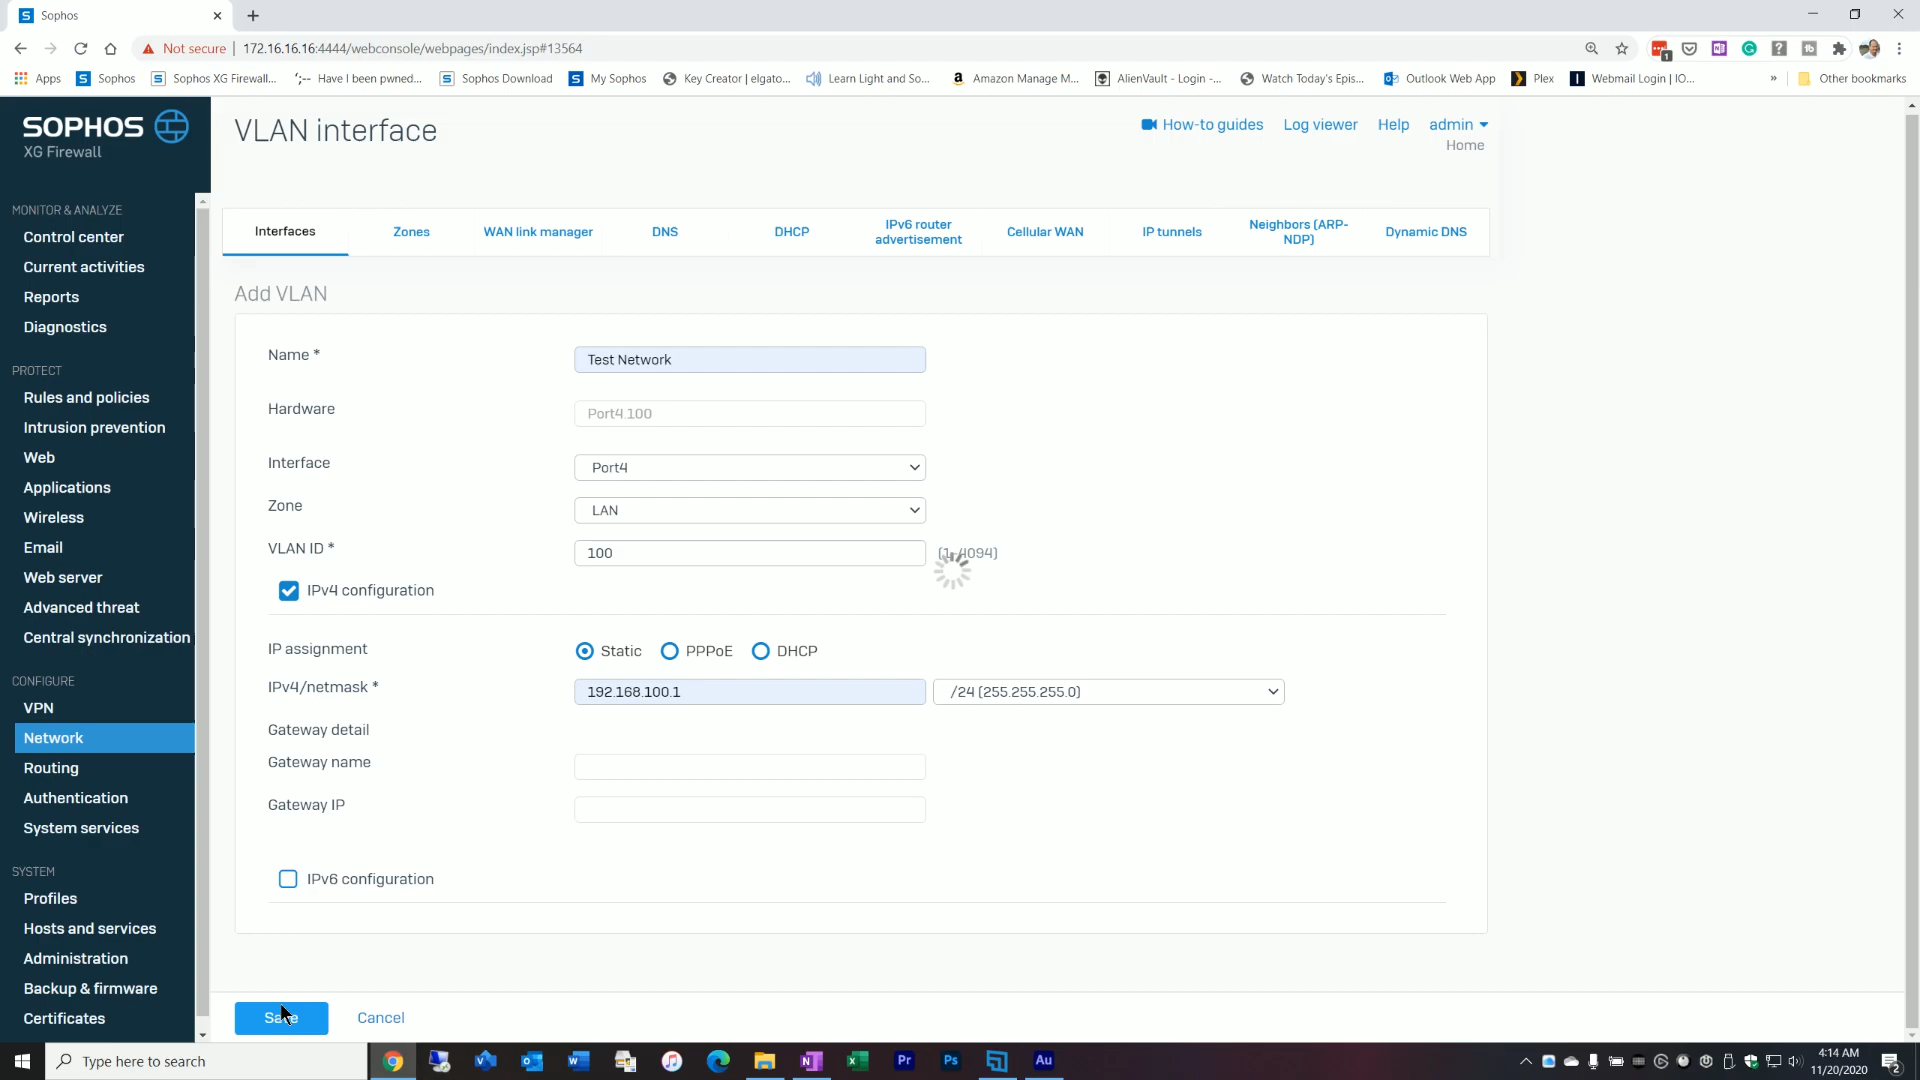 Sophos
Not secure
172.16.16.16:4444/webconsole/webpages/index.jsp#13564
1
Apps
Sophos
Sophos XG Firewall...
Have I been pwned...
Sophos Download
My Sophos
Key Creator | elgato...
Learn Light and So...
Amazon Manage M...
AlienVault - Login -...
Watch Today's Epis...
Outlook Web App
Plex
Webmail Login | IO...
»
Other bookmarks
SOPHOS
XG Firewall
VLAN interface
How-to guides
Log viewer
Help
admin
Home
MONITOR & ANALYZE
Control center
Current activities
Reports
Diagnostics
PROTECT
Rules and policies
Intrusion prevention
Web
Applications
Wireless
Email
Web server
Advanced threat
Central synchronization
CONFIGURE
VPN
Network
Routing
Authentication
System services
SYSTEM
Profiles
Hosts and services
Administration
Backup & firmware
Certificates
Interfaces
Zones
WAN link manager
DNS
DHCP
IPv6 router
advertisement
Cellular WAN
IP tunnels
Neighbors (ARP-
NDP)
Dynamic DNS
Add VLAN
Name *
Test Network
Hardware
Port4.100
Interface
Port4
Zone
LAN
VLAN ID *
100
(1-4094)
IPv4 configuration
IP assignment
Static
PPPoE
DHCP
IPv4/netmask *
192.168.100.1
/24 (255.255.255.0)
Gateway detail
Gateway name
Gateway IP
IPv6 configuration
Save
Cancel
Type here to search
Pr
Ps
Au
4:14 AM
11/20/2020
2